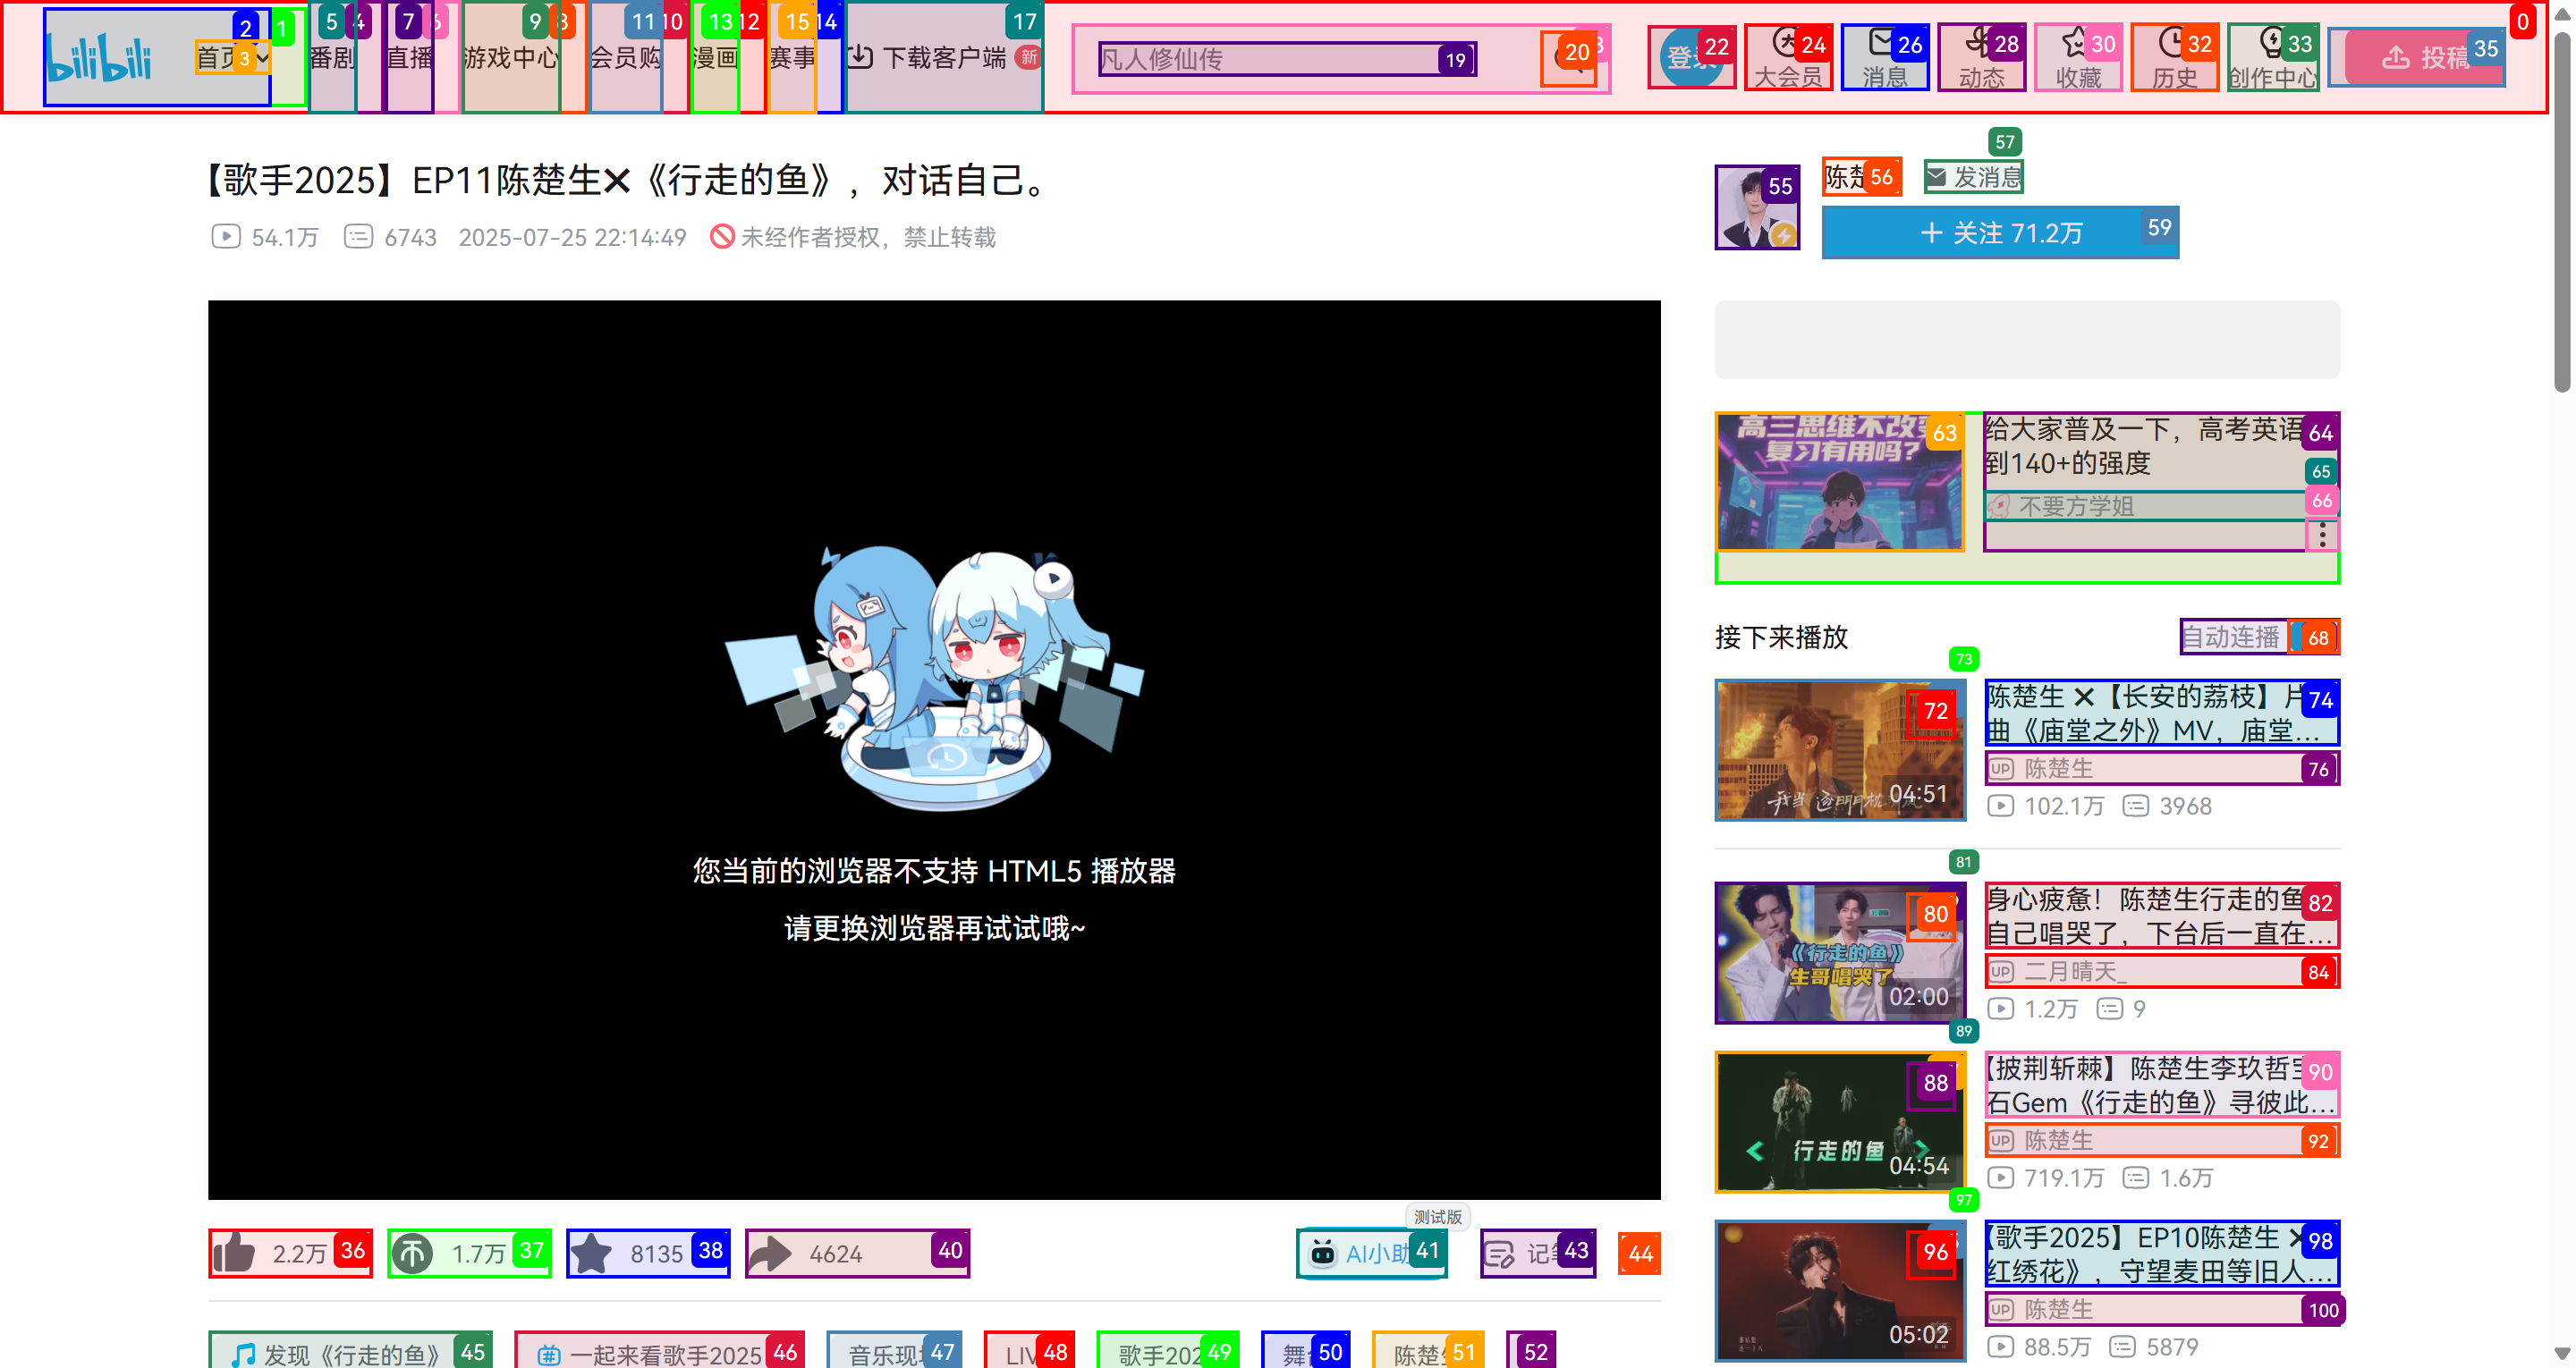 bilibili
首页
番剧
直播
游戏中心
会员购
漫画
赛事
下载客户端 新
凡人修仙传
大会员
消息
动态
收藏
历史
创作中心
投稿
0
1
2
3
4
5
6
7
9
10
11
12
13
14
15
17
19
20
22
24
26
28
30
32
33
35
【歌手2025】EP11陈楚生✖《行走的鱼》，对话自己。
54.1万 6743 2025-07-25 22:14:49 未经作者授权，禁止转载
55
56
57
发消息
+ 关注 71.2万 59
您当前的浏览器不支持 HTML5 播放器
请更换浏览器再试试哦~
高三思维不改变
复习有用吗？
63
给大家普及一下，高考英语 64
到140+的强度
65
不要方学姐 66
接下来播放
自动连播 68
73
72
04:51
陈楚生 ✖【长安的荔枝】片 74
曲《庙堂之外》MV，庙堂…
UP 陈楚生 76
102.1万 3968
81
80
《行走的鱼》
生哥唱哭了
02:00
身心疲惫！陈楚生行走的鱼 82
自己唱哭了，下台后一直在…
UP 二月晴天_ 84
1.2万 9
89
88
行走的鱼
04:54
【披荆斩棘】陈楚生李玖哲宝 90
石Gem《行走的鱼》寻彼此…
UP 陈楚生 92
719.1万 1.6万
97
96
05:02
【歌手2025】EP10陈楚生 ✖ 98
红绣花》，守望麦田等旧人…
UP 陈楚生 100
88.5万 5879
2.2万 36
1.7万 37
8135 38
4624 40
测试版
AI小助 41
记 43
44
发现《行走的鱼》 45
一起来看歌手2025 46
音乐现 47
LIV 48
歌手202 49
舞 50
陈楚 51
52